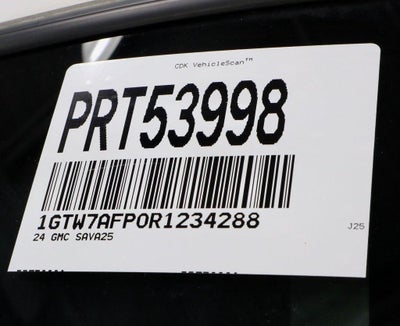 CDK VehicleScan™
PRT53998
1GTW7AFP0R1234288
24 GMC SAVA25
J25